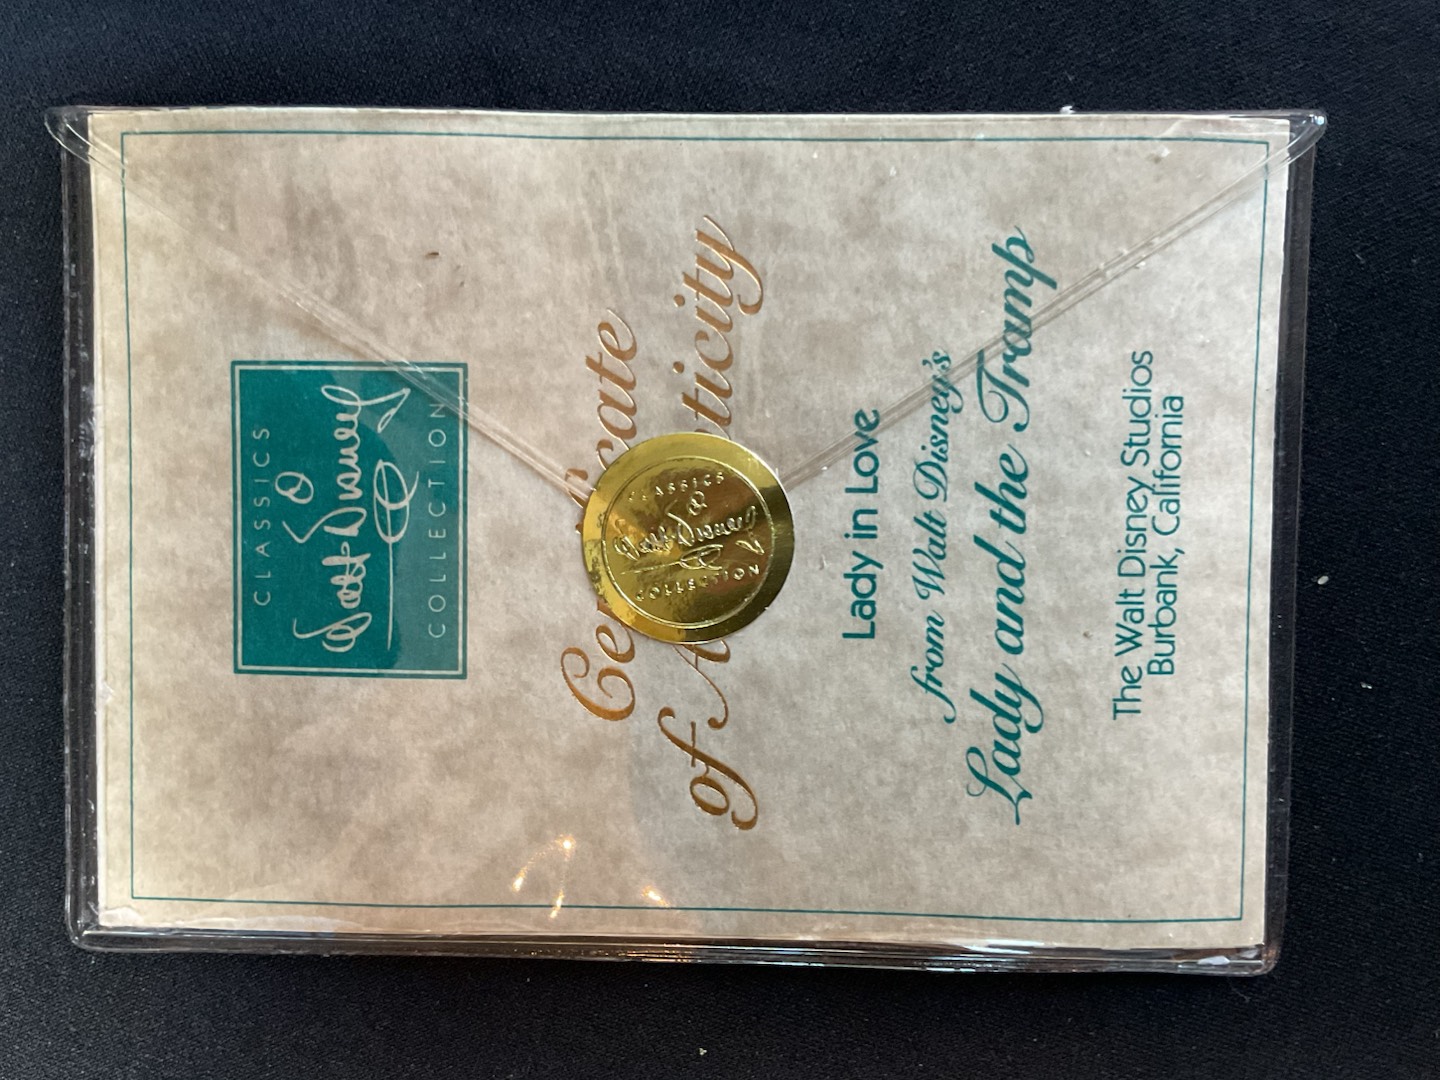 CLASSICS
Walt Disney
COLLECTION
Certificate
of Authenticity
CLASSICS
Walt Disney
COLLECTION
Lady in Love
from Walt Disney's
Lady and the Tramp
The Walt Disney Studios
Burbank, California